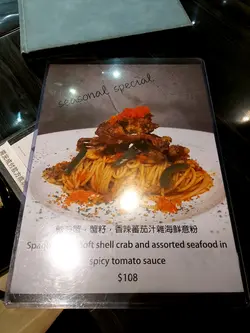 seasonal special
蟹籽，香辣蕃茄汁雜海鮮意粉
soft shell crab and assorted seafood in
spicy tomato sauce
$108